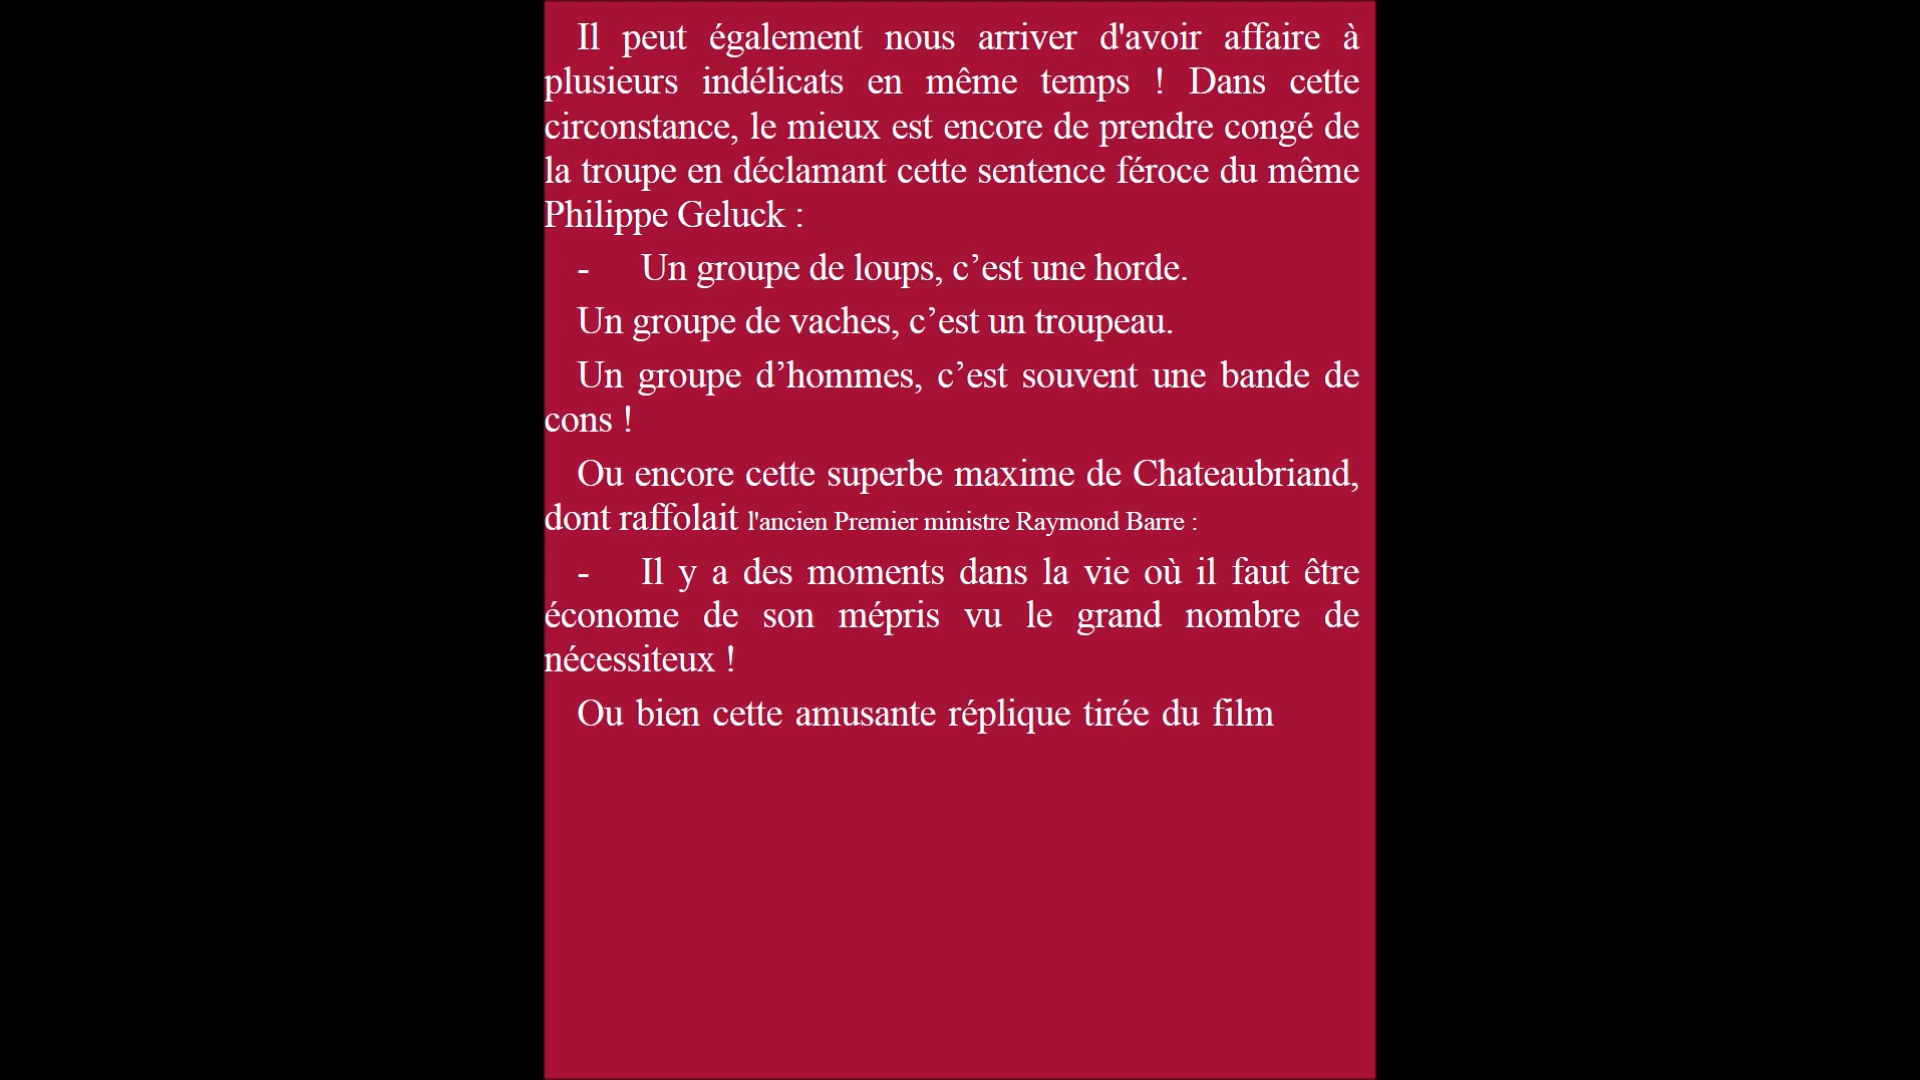 Il peut également nous arriver d'avoir affaire à
plusieurs indélicats en même temps ! Dans cette
circonstance, le mieux est encore de prendre congé de
la troupe en déclamant cette sentence féroce du même
Philippe Geluck :
- Un groupe de loups, c’est une horde.
Un groupe de vaches, c’est un troupeau.
Un groupe d’hommes, c’est souvent une bande de
cons !
Ou encore cette superbe maxime de Chateaubriand,
dont raffolait l'ancien Premier ministre Raymond Barre :
- Il y a des moments dans la vie où il faut être
économe de son mépris vu le grand nombre de
nécessiteux !
Ou bien cette amusante réplique tirée du film